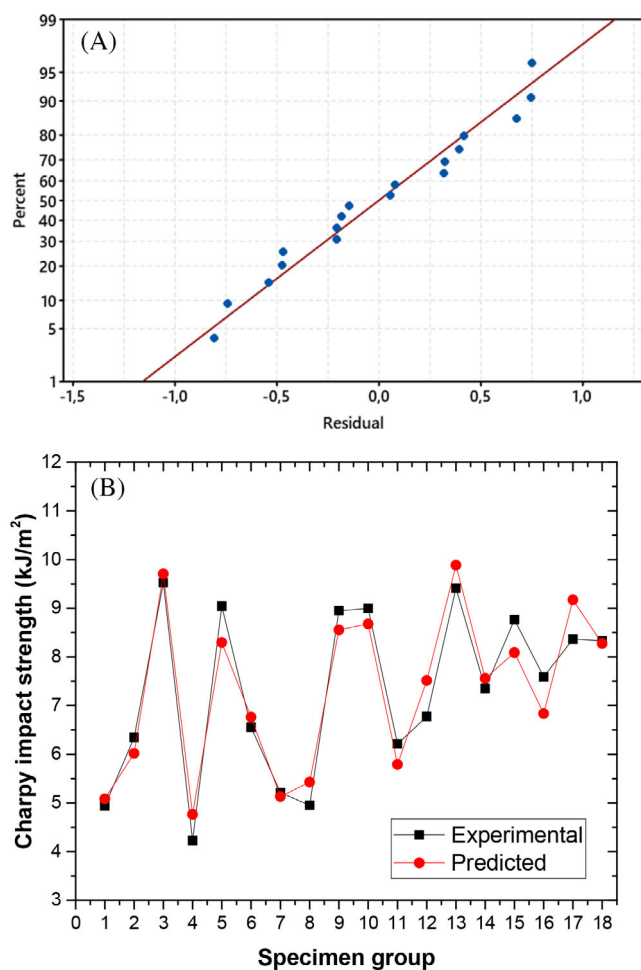 (A)
99
95
90
80
70
60
50
40
30
20
10
5
1
Percent
-1,5 -1,0 -0,5 0,0 0,5 1,0
Residual
(B)
12
11
10
9
8
7
6
5
4
3
Charpy impact strength (kJ/m²)
Experimental
Predicted
0 1 2 3 4 5 6 7 8 9 10 11 12 13 14 15 16 17 18
Specimen group